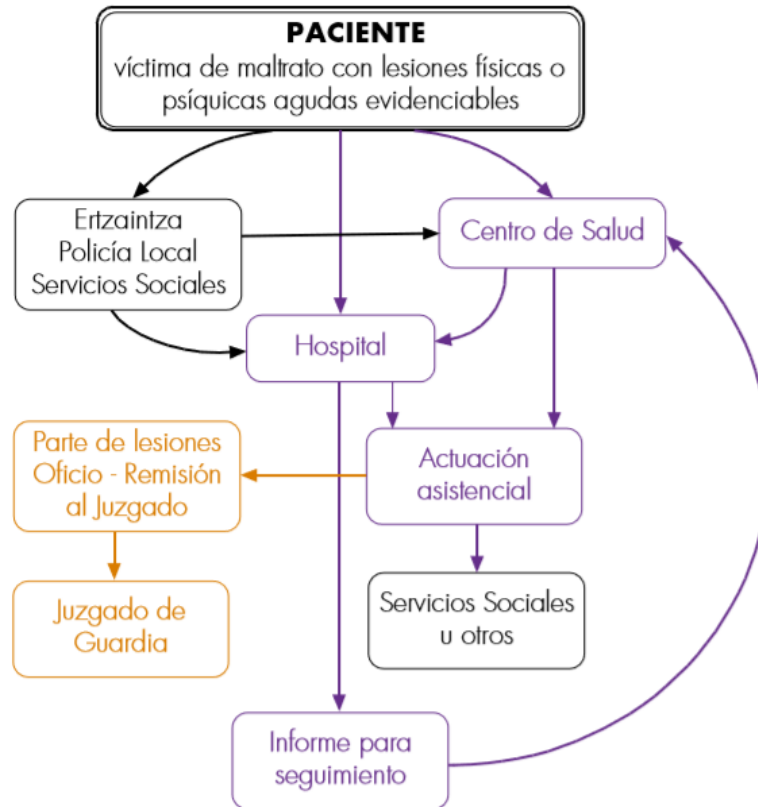 PACIENTE
víctima de maltrato con lesiones físicas o
psíquicas agudas evidenciables
Ertzaintza
Policía Local
Servicios Sociales
Centro de Salud
Hospital
Parte de lesiones
Oficio - Remisión
al Juzgado
Actuación
asistencial
Juzgado de
Guardia
Servicios Sociales
u otros
Informe para
seguimiento